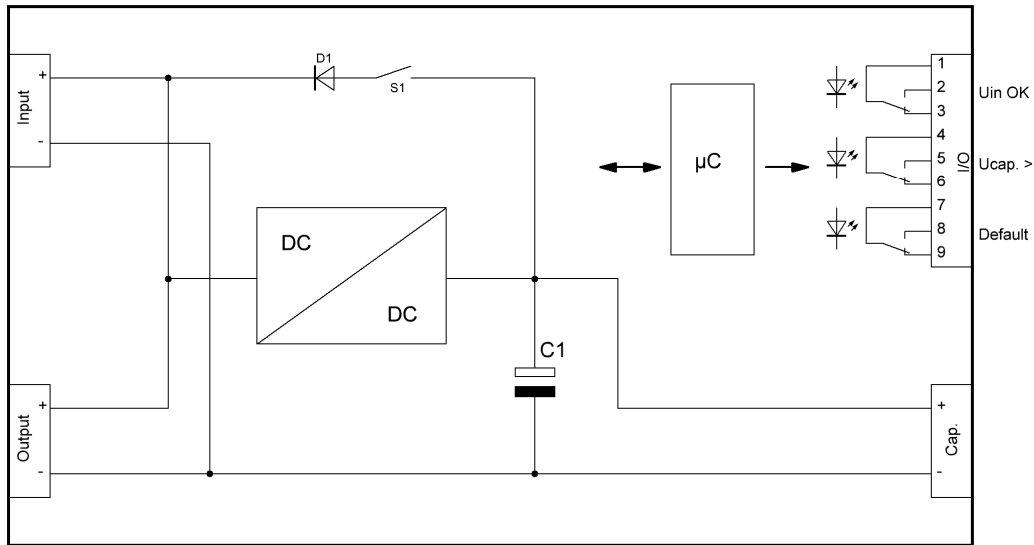 Input
+
-
D1
S1
µC
1
2
3
4
5
6
7
8
9
I/O
Uin OK
Ucap. >
Default
DC
DC
C1
Output
+
-
+
-
Cap.